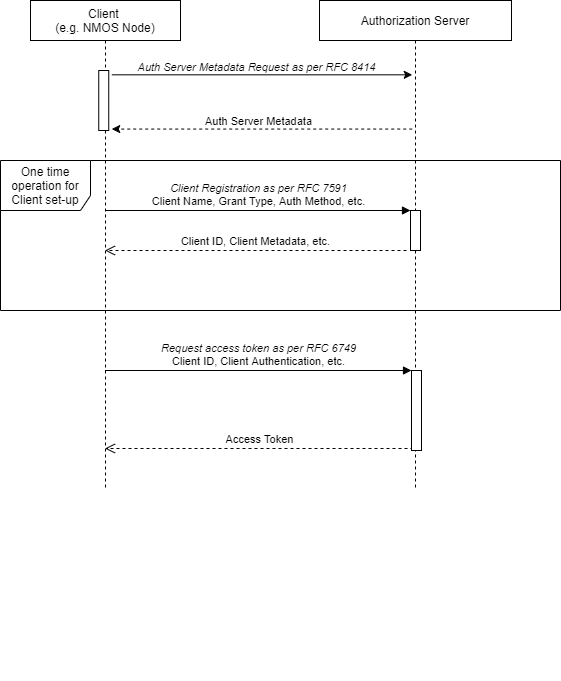 Client
(e.g. NMOS Node)
Authorization Server
Auth Server Metadata Request as per RFC 8414
Auth Server Metadata
One time
operation for
Client set-up
Client Registration as per RFC 7591
Client Name, Grant Type, Auth Method, etc.
Client ID, Client Metadata, etc.
Request access token as per RFC 6749
Client ID, Client Authentication, etc.
Access Token